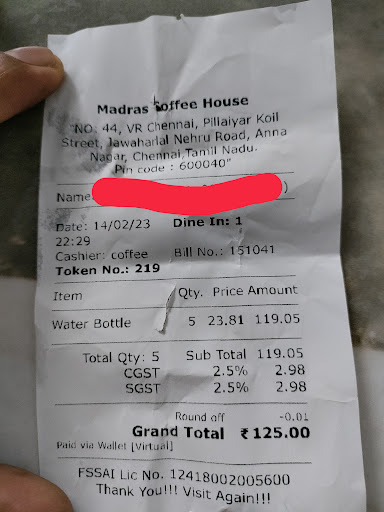 Madras Coffee House
"NO: 44, VR Chennai, Pillaiyar Koil
Street, Jawaharlal Nehru Road, Anna
Nagar, Chennai,Tamil Nadu.
Pin code : 600040"
Name: )
Date: 14/02/23 Dine In: 1
22:29
Cashier: coffee Bill No.: 151041
Token No.: 219
Item Qty. Price Amount
Water Bottle 5 23.81 119.05
Total Qty: 5 Sub Total 119.05
CGST 2.5% 2.98
SGST 2.5% 2.98
Round off -0.01
Grand Total ₹125.00
Paid via Wallet [Virtual]
FSSAI Lic No. 12418002005600
Thank You!!! Visit Again!!!